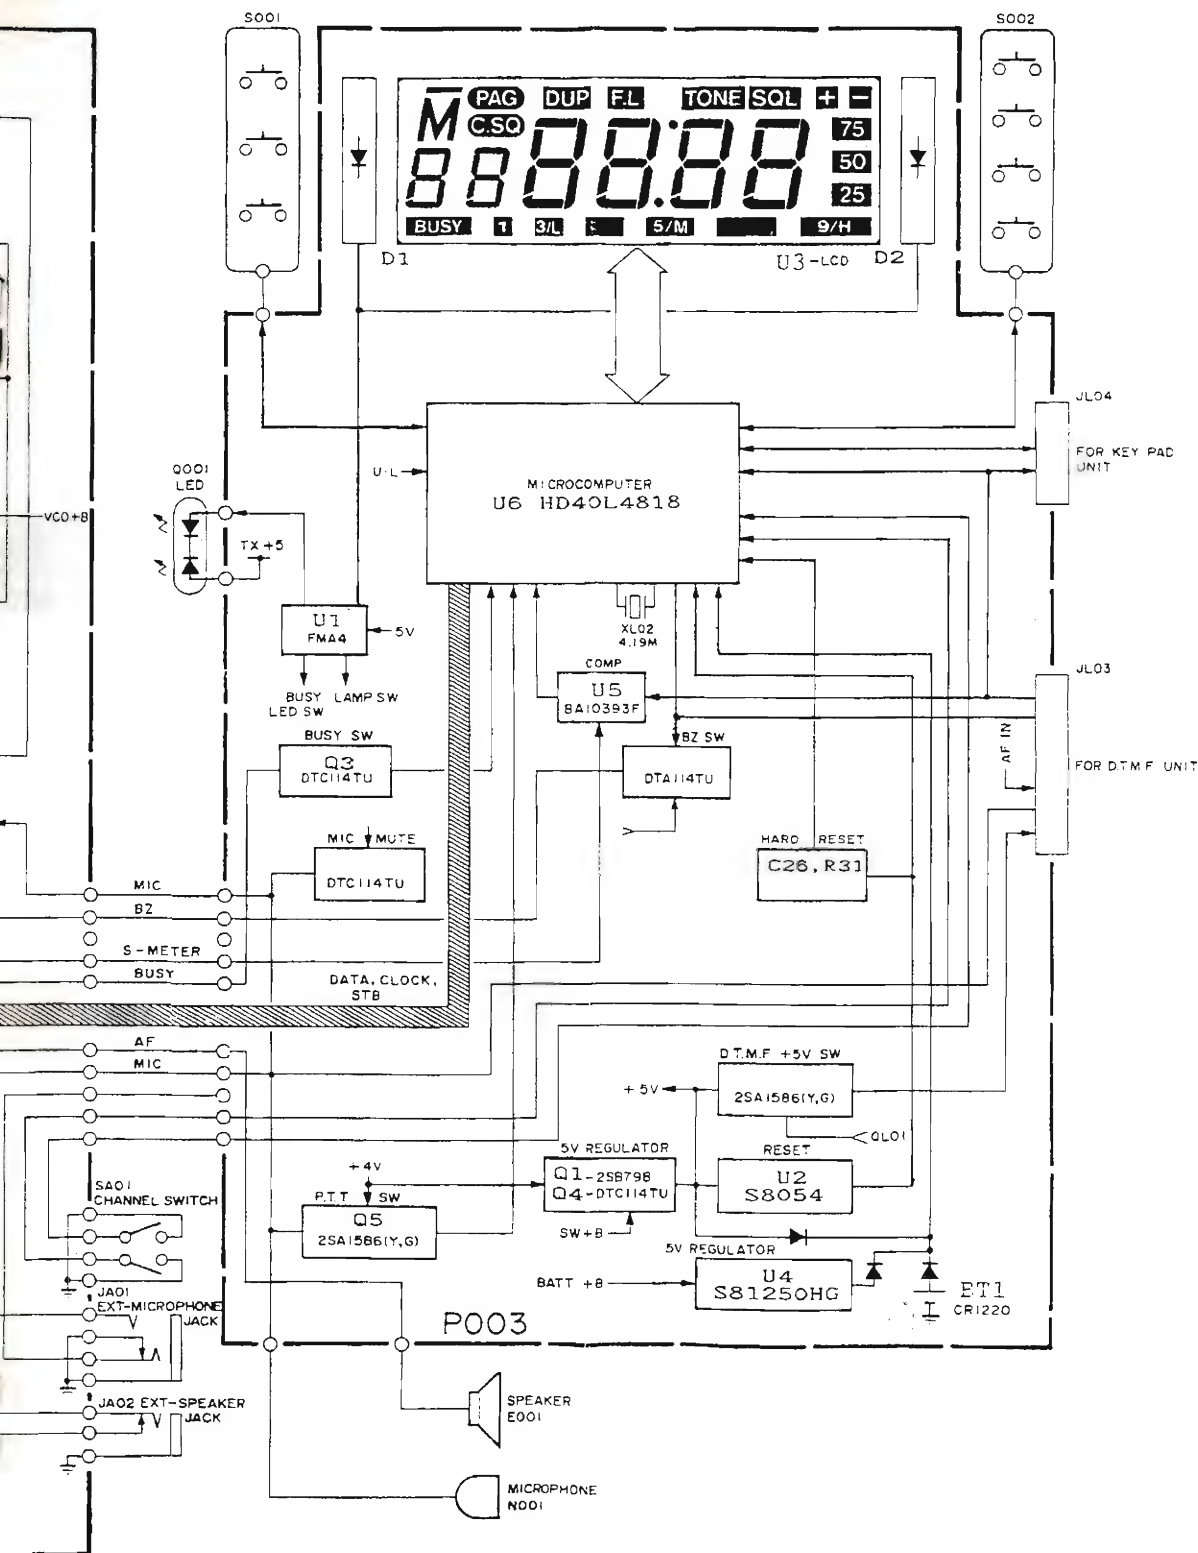 S001
S002
M
PAG
DUP
F.L
TONE
SQL
+
-
C.SQ
88
88:88
75
50
25
BUSY
1
3/L
5/M
9/H
D1
U3-LCD
D2
JL04
FOR KEY PAD
UNIT
Q001
LED
VCO+B
U·L
MICROCOMPUTER
U6 HD40L4818
TX+5
U1
FMA4
5V
XL02
4.19M
BUSY
LED SW
LAMP SW
COMP
U5
BA10393F
JL03
BUSY SW
Q3
DTC114TU
BZ SW
DTA114TU
AF IN
FOR D.T.M.F UNIT
MIC MUTE
DTC114TU
HARD RESET
C26, R31
MIC
BZ
S-METER
BUSY
DATA, CLOCK,
STB
AF
MIC
D.T.M.F +5V SW
+5V
2SA1586(Y,G)
QL01
5V REGULATOR
Q1-2SB798
Q4-DTC114TU
RESET
U2
S8054
+4V
P.T.T SW
Q5
2SA1586(Y,G)
SW+B
SA01
CHANNEL SWITCH
5V REGULATOR
U4
S81250HG
BATT +B
BT1
CR1220
JA01
EXT-MICROPHONE
JACK
P003
JA02 EXT-SPEAKER
JACK
SPEAKER
E001
MICROPHONE
N001